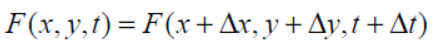 F(x, y, t) = F(x + Δx, y + Δy, t + Δt)